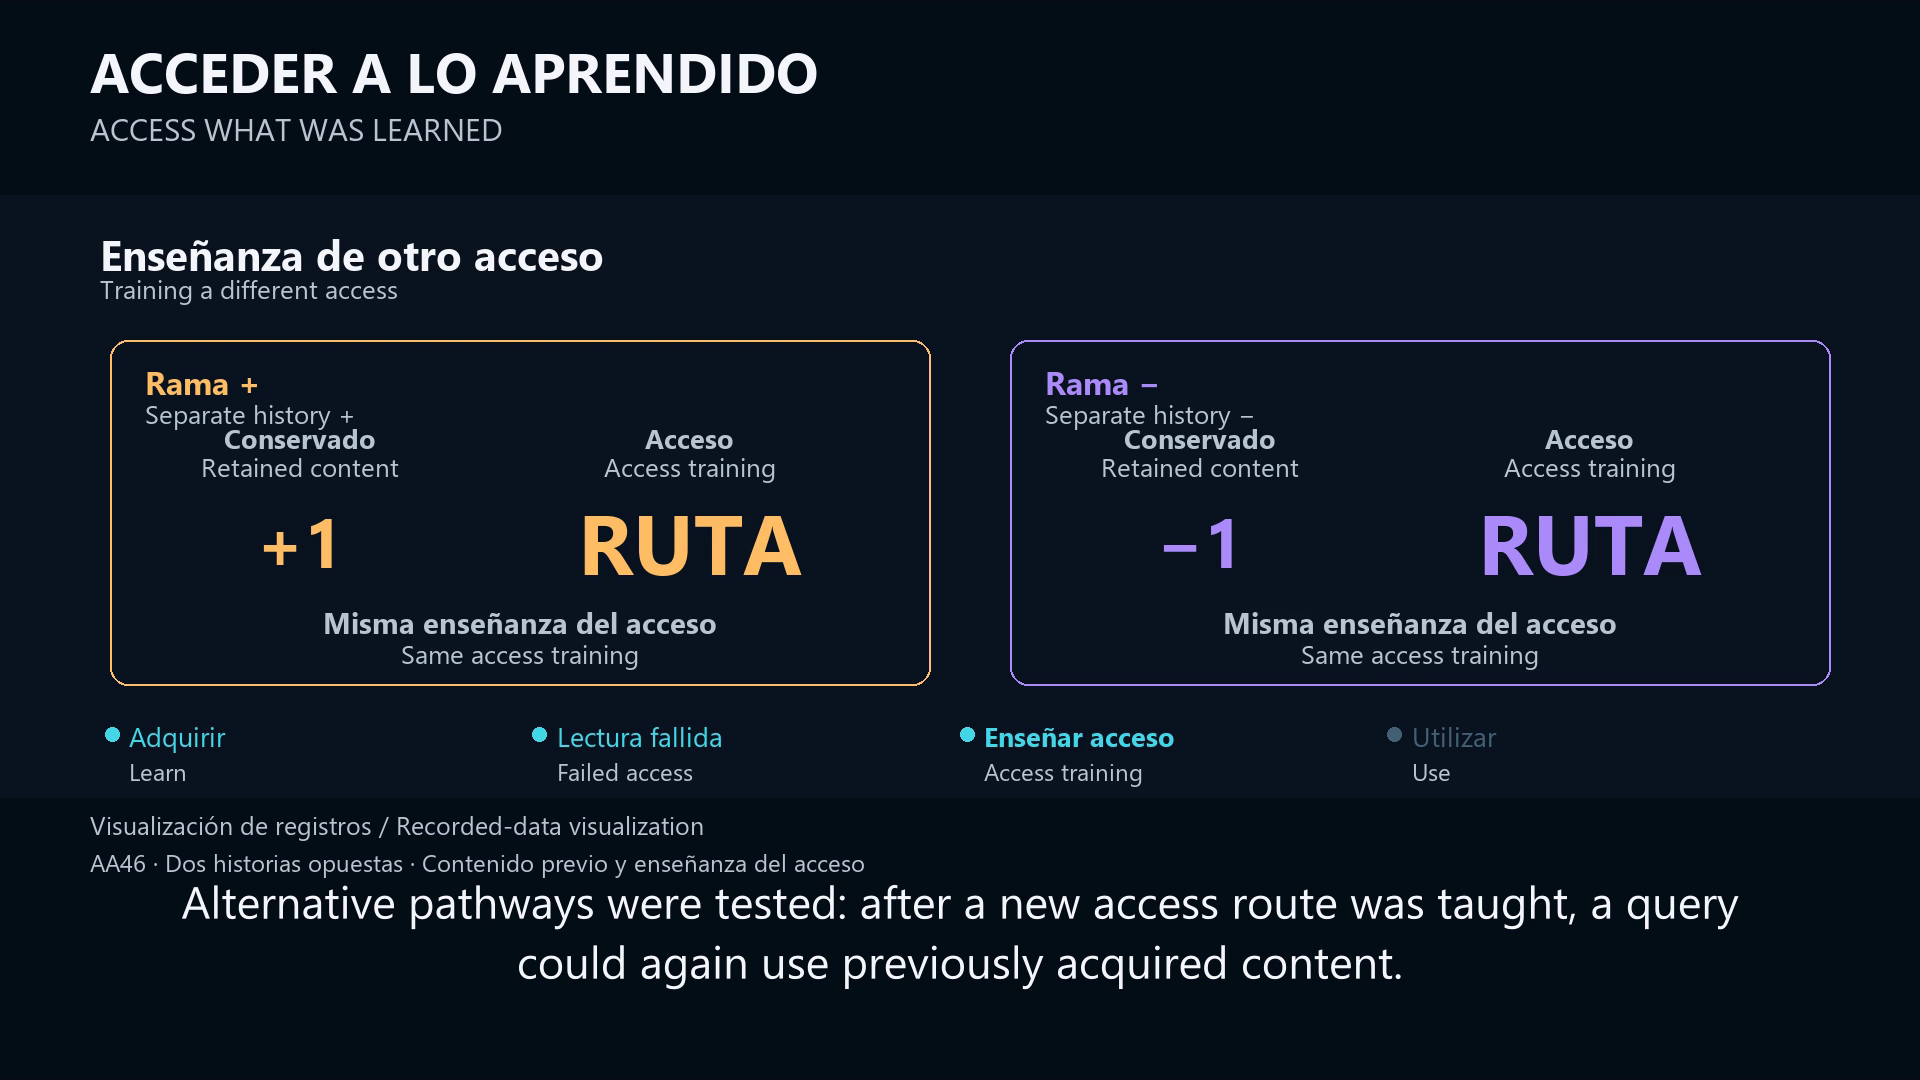 ACCEDER A LO APRENDIDO
ACCESS WHAT WAS LEARNED
Enseñanza de otro acceso
Training a different access
Rama +
Separate history +
Conservado
Retained content
Acceso
Access training
+1
RUTA
Misma enseñanza del acceso
Same access training
Rama −
Separate history −
Conservado
Retained content
Acceso
Access training
−1
RUTA
Misma enseñanza del acceso
Same access training
Adquirir
Learn
Lectura fallida
Failed access
Enseñar acceso
Access training
Utilizar
Use
Visualización de registros / Recorded-data visualization
AA46 · Dos historias opuestas · Contenido previo y enseñanza del acceso
Alternative pathways were tested: after a new access route was taught, a query
could again use previously acquired content.